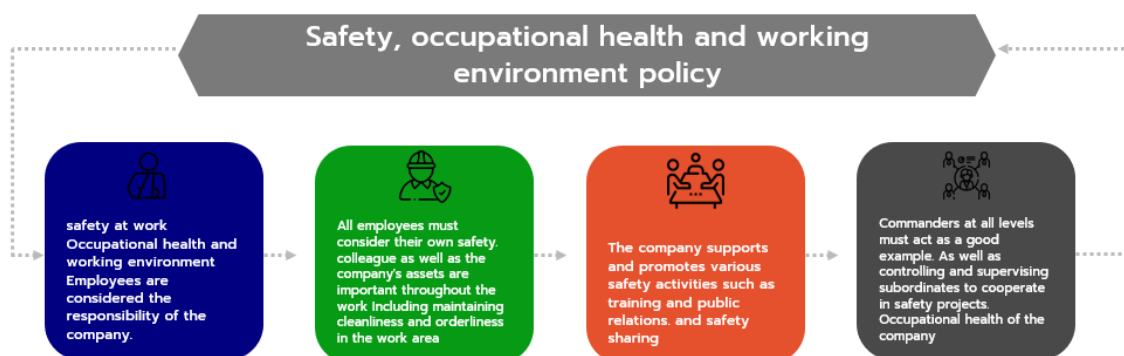 Safety, occupational health and working
environment policy
safety at work
Occupational health and
working environment
Employees are
considered the
responsibility of the
company.
All employees must
consider their own safety.
colleague as well as the
company's assets are
important throughout the
work Including maintaining
cleanliness and orderliness
in the work area
The company supports
and promotes various
safety activities such as
training and public
relations. and safety
sharing
Commanders at all levels
must act as a good
example. As well as
controlling and supervising
subordinates to cooperate
in safety projects.
Occupational health of the
company